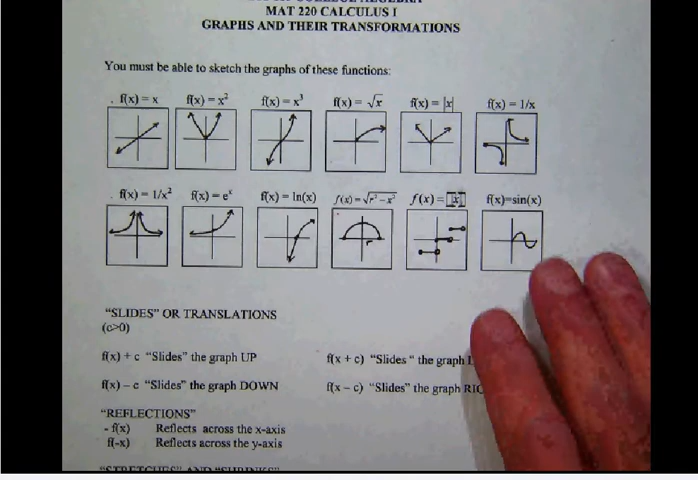 MAT 220 CALCULUS I
GRAPHS AND THEIR TRANSFORMATIONS
You must be able to sketch the graphs of these functions:
f(x) = x f(x) = x² f(x) = x³ f(x) = √x f(x) = |x| f(x) = 1/x
f(x) = 1/x² f(x) = eˣ f(x) = ln(x) f(x) = √r² – x² f(x) = [[x]] f(x)=sin(x)
r
"SLIDES" OR TRANSLATIONS
(c>0)
f(x) + c "Slides" the graph UP f(x + c) "Slides " the graph
f(x) – c "Slides" the graph DOWN f(x – c) "Slides" the graph RIG
"REFLECTIONS"
- f(x) Reflects across the x-axis
f(-x) Reflects across the y-axis